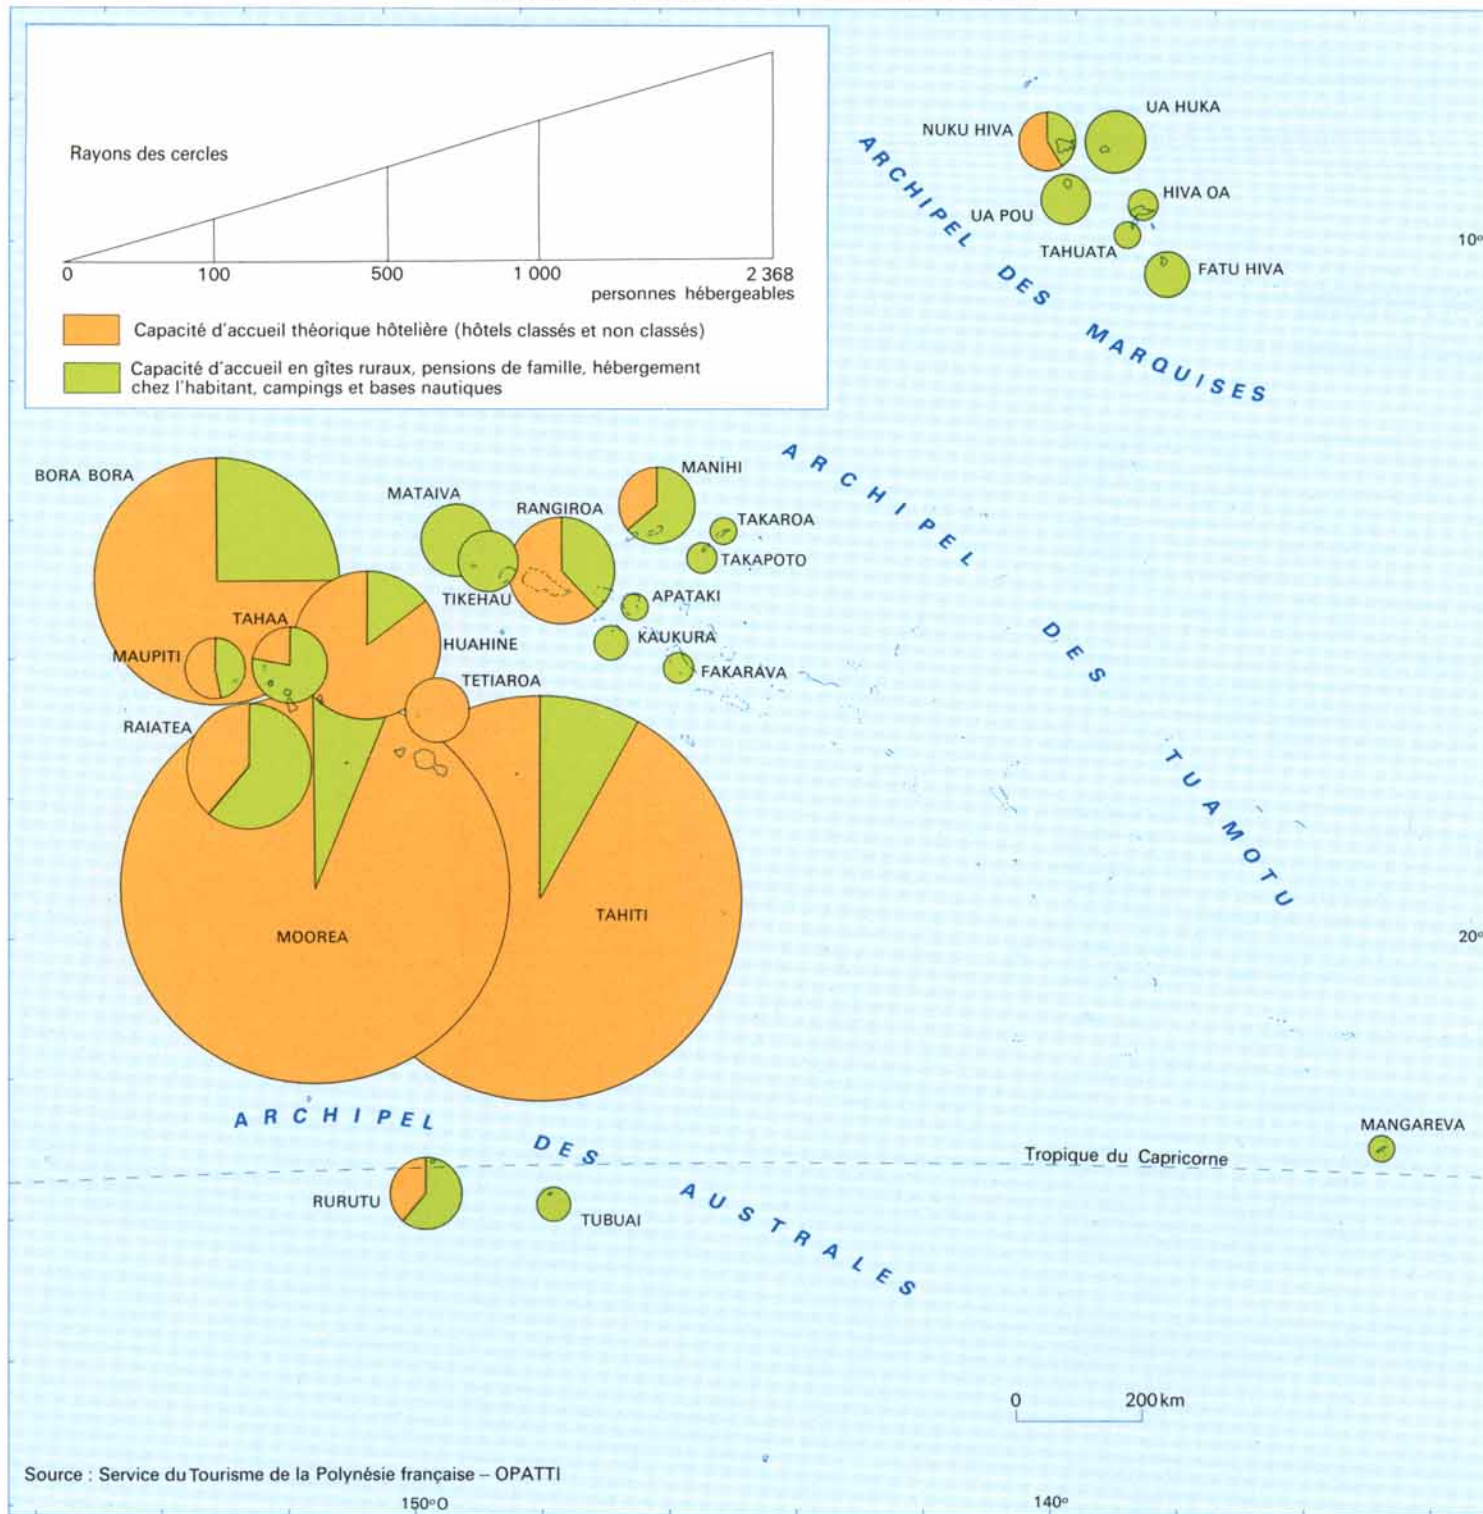 Rayons des cercles
0 100 500 1 000 2 368
personnes hébergeables
Capacité d'accueil théorique hôtelière (hôtels classés et non classés)
Capacité d'accueil en gîtes ruraux, pensions de famille, hébergement
chez l'habitant, campings et bases nautiques
UA HUKA
NUKU HIVA
HIVA OA
UA POU
TAHUATA
FATU HIVA
10º
ARCHIPEL DES MARQUISES
ARCHIPEL DES TUAMOTU
BORA BORA
MATAIVA
RANGIROA
MANIHI
TAKAROA
TAKAPOTO
TIKEHAU
APATAKI
KAUKURA
FAKARAVA
TAHAA
MAUPITI
HUAHINE
TETIAROA
RAIATEA
MOOREA
TAHITI
20º
ARCHIPEL DES AUSTRALES
MANGAREVA
Tropique du Capricorne
RURUTU
TUBUAI
0 200 km
Source : Service du Tourisme de la Polynésie française – OPATTI
150ºO
140º